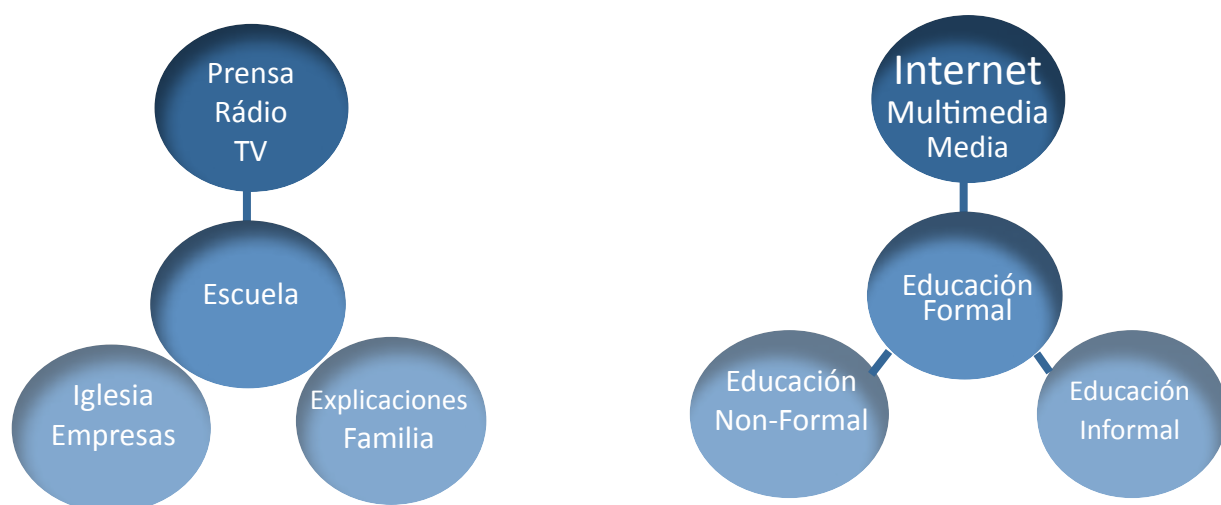 Prensa
Rádio
TV
Escuela
Iglesia
Empresas
Explicaciones
Familia
Internet
Multimedia
Media
Educación
Formal
Educación
Non-Formal
Educación
Informal